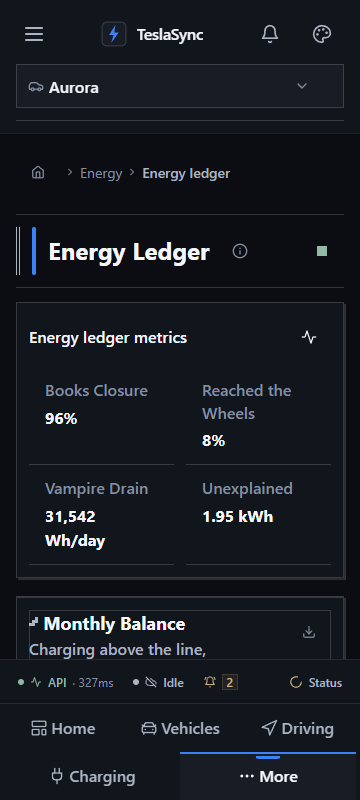 TeslaSync
Aurora
Energy
Energy ledger
Energy Ledger
Energy ledger metrics
Books Closure
96%
Reached the
Wheels
8%
Vampire Drain
31,542
Wh/day
Unexplained
1.95 kWh
Monthly Balance
Charging above the line,
API · 327ms
Idle
2
Status
Home
Vehicles
Driving
Charging
More